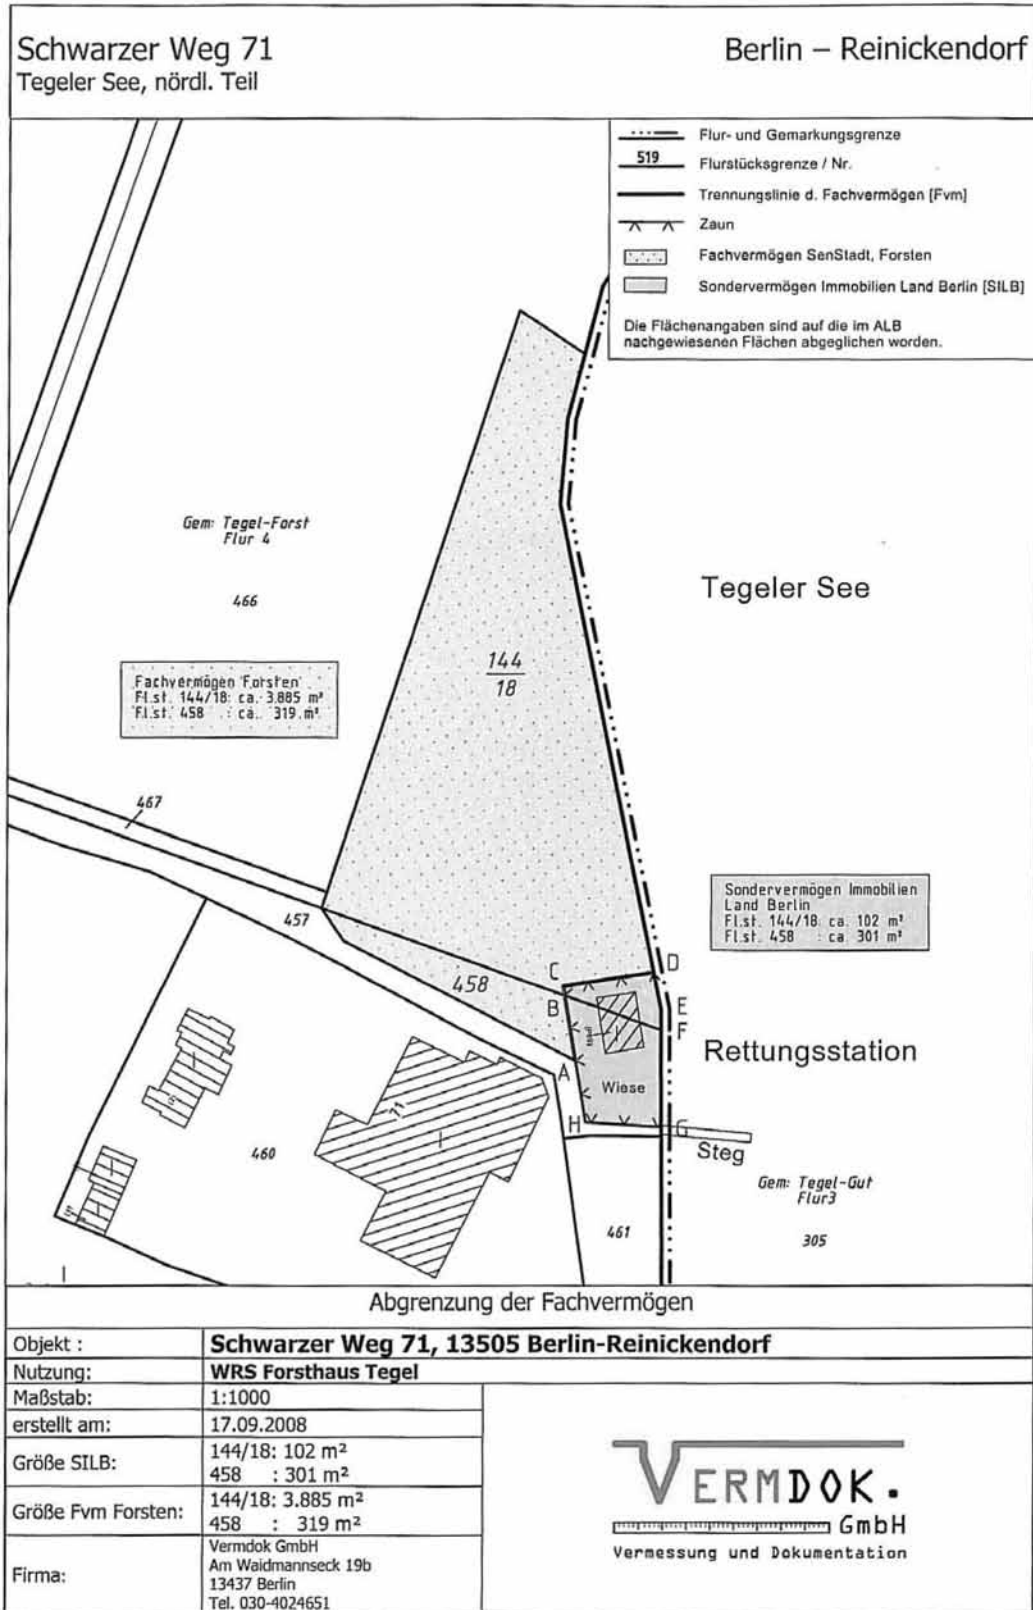 Schwarzer Weg 71
Tegeler See, nördl. Teil
Berlin – Reinickendorf
Flur- und Gemarkungsgrenze
519
Flurstücksgrenze / Nr.
Trennungslinie d. Fachvermögen [Fvm]
Zaun
Fachvermögen SenStadt, Forsten
Sondervermögen Immobilien Land Berlin [SILB]
Die Flächenangaben sind auf die im ALB
nachgewiesenen Flächen abgeglichen worden.
Gem: Tegel-Forst
Flur 4
466
Tegeler See
144
18
Fachvermögen Forsten
Fl.st. 144/18: ca. 3.885 m²
Fl.st. 458 : ca. 319 m²
467
457
458
Sondervermögen Immobilien
Land Berlin
Fl.st. 144/18: ca. 102 m²
Fl.st. 458 : ca 301 m²
C
D
B
E
F
A
Rettungsstation
Wiese
H
G
Steg
71
460
Gem: Tegel-Gut
Flur3
461
305
Abgrenzung der Fachvermögen
Objekt : Schwarzer Weg 71, 13505 Berlin-Reinickendorf
Nutzung: WRS Forsthaus Tegel
Maßstab: 1:1000
erstellt am: 17.09.2008
Größe SILB: 144/18: 102 m²
458 : 301 m²
Größe Fvm Forsten: 144/18: 3.885 m²
458 : 319 m²
Firma: Vermdok GmbH
Am Waidmannseck 19b
13437 Berlin
Tel. 030-4024651
VERMDOK.
GmbH
Vermessung und Dokumentation